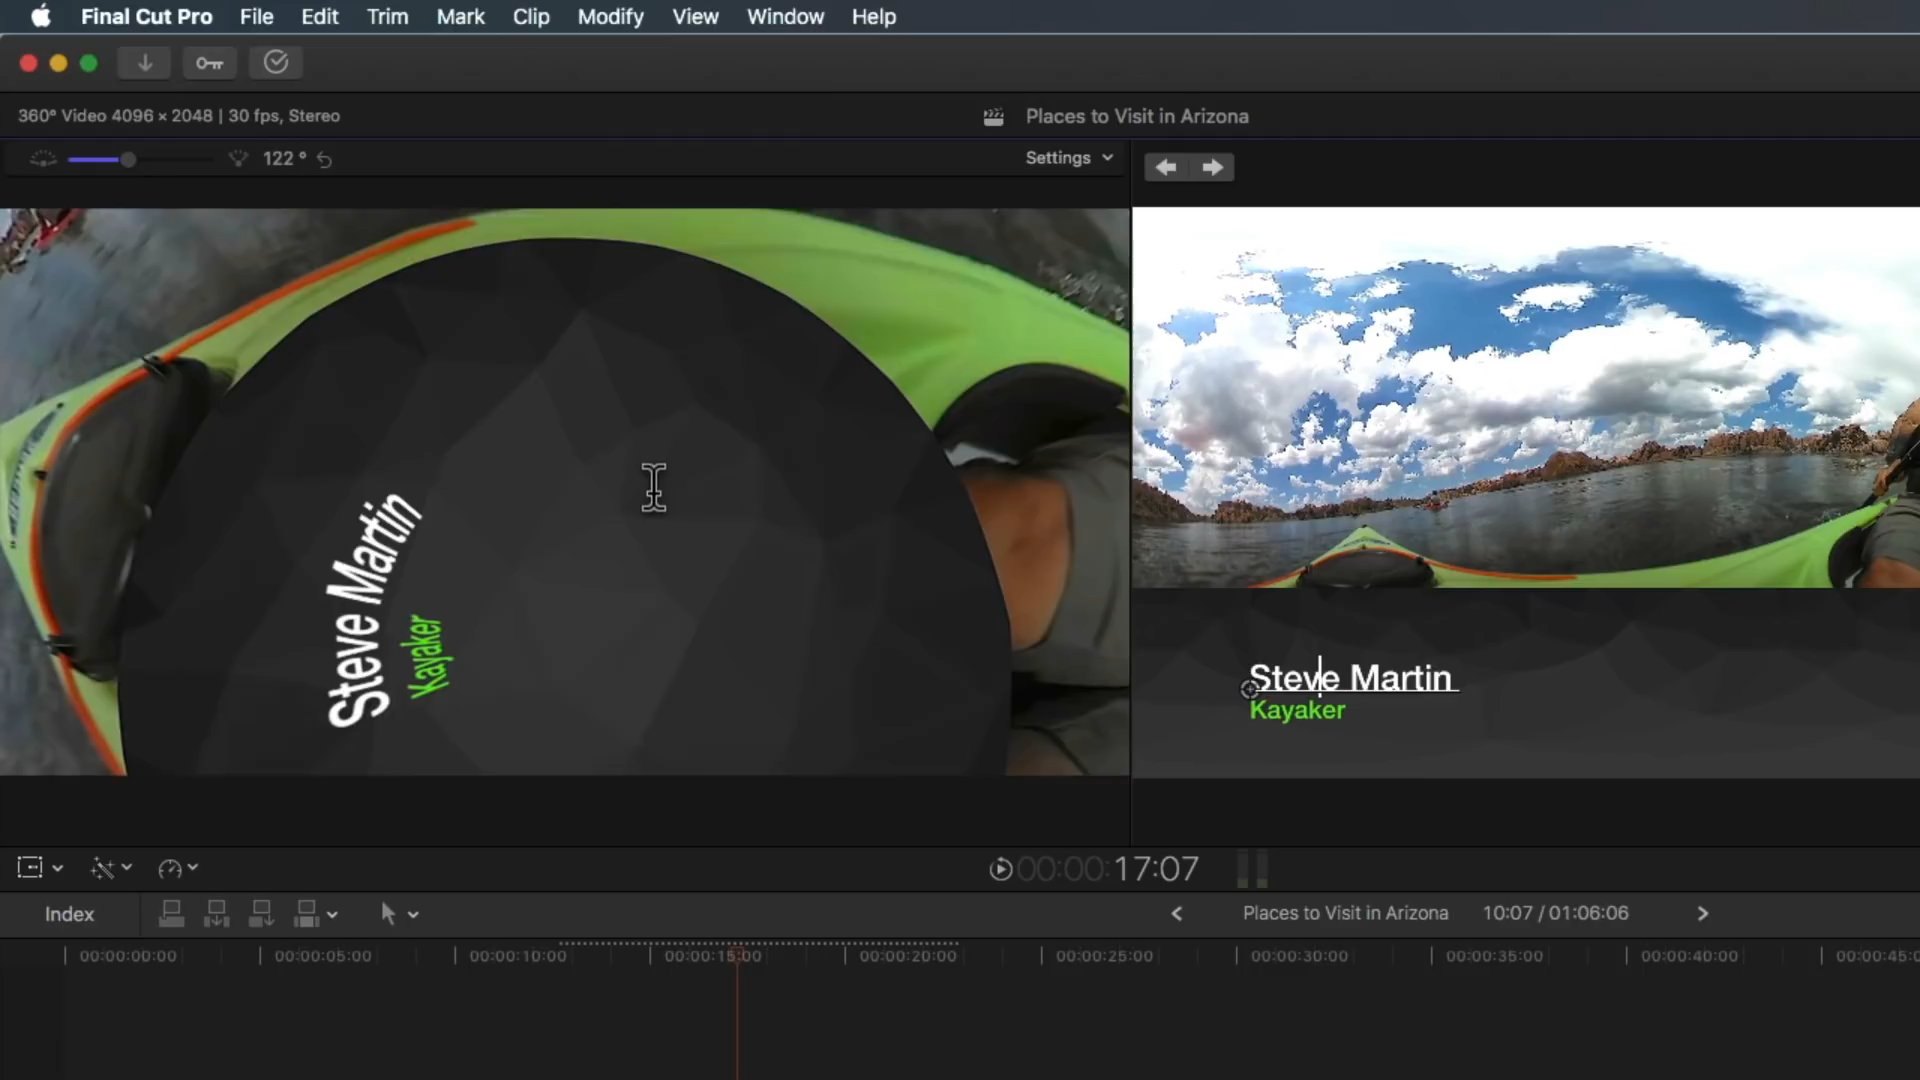 Final Cut Pro File Edit Trim Mark Clip Modify View Window Help
360° Video 4096 × 2048 | 30 fps, Stereo
Places to Visit in Arizona
122 °
Settings
Steve Martin
Kayaker
Steve Martin
Kayaker
00:00:17:07
Index
Places to Visit in Arizona
10:07 / 01:06:06
00:00:00:00 00:00:05:00 00:00:10:00 00:00:15:00 00:00:20:00 00:00:25:00 00:00:30:00 00:00:35:00 00:00:40:00